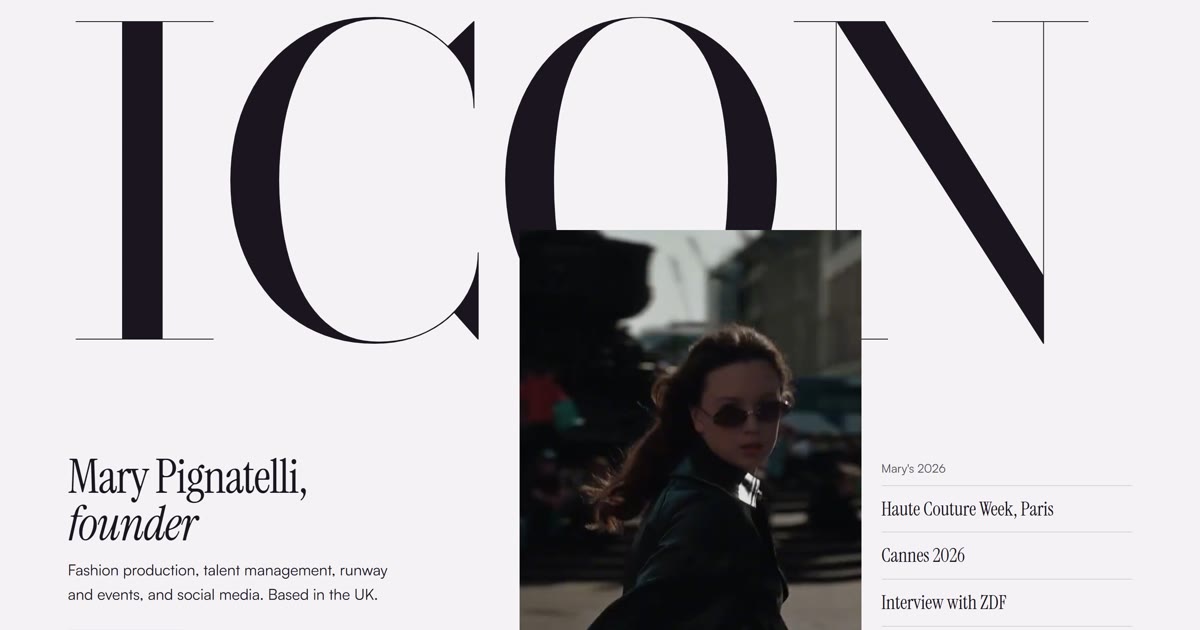 ICON
Mary Pignatelli,
founder
Fashion production, talent management, runway
and events, and social media. Based in the UK.
Mary's 2026
Haute Couture Week, Paris
Cannes 2026
Interview with ZDF